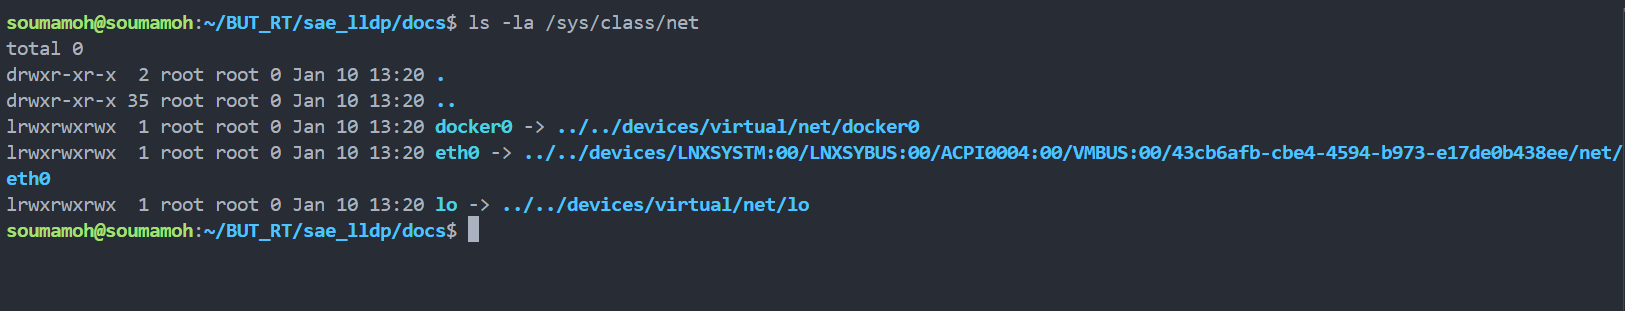 soumamoh@soumamoh:~/BUT_RT/sae_lldp/docs$ ls -la /sys/class/net
total 0
drwxr-xr-x  2 root root 0 Jan 10 13:20 .
drwxr-xr-x 35 root root 0 Jan 10 13:20 ..
lrwxrwxrwx  1 root root 0 Jan 10 13:20 docker0 -> ../../devices/virtual/net/docker0
lrwxrwxrwx  1 root root 0 Jan 10 13:20 eth0 -> ../../devices/LNXSYSTM:00/LNXSYBUS:00/ACPI0004:00/VMBUS:00/43cb6afb-cbe4-4594-b973-e17de0b438ee/net/
eth0
lrwxrwxrwx  1 root root 0 Jan 10 13:20 lo -> ../../devices/virtual/net/lo
soumamoh@soumamoh:~/BUT_RT/sae_lldp/docs$